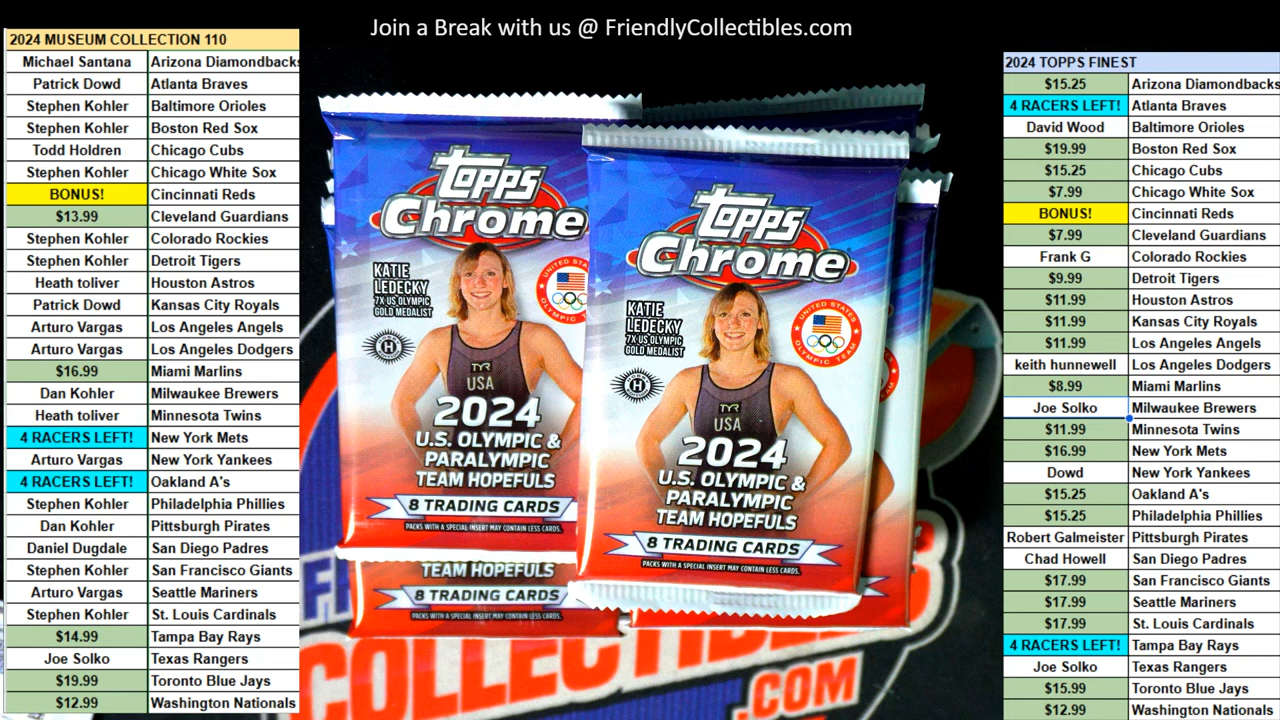 Join a Break with us @ FriendlyCollectibles.com
2024 MUSEUM COLLECTION 110
Michael Santana Arizona Diamondbacks
Patrick Dowd Atlanta Braves
Stephen Kohler Baltimore Orioles
Stephen Kohler Boston Red Sox
Todd Holdren Chicago Cubs
Stephen Kohler Chicago White Sox
BONUS! Cincinnati Reds
$13.99 Cleveland Guardians
Stephen Kohler Colorado Rockies
Stephen Kohler Detroit Tigers
Heath toliver Houston Astros
Patrick Dowd Kansas City Royals
Arturo Vargas Los Angeles Angels
Arturo Vargas Los Angeles Dodgers
$16.99 Miami Marlins
Dan Kohler Milwaukee Brewers
Heath toliver Minnesota Twins
4 RACERS LEFT! New York Mets
Arturo Vargas New York Yankees
4 RACERS LEFT! Oakland A's
Stephen Kohler Philadelphia Phillies
Dan Kohler Pittsburgh Pirates
Daniel Dugdale San Diego Padres
Stephen Kohler San Francisco Giants
Arturo Vargas Seattle Mariners
Stephen Kohler St. Louis Cardinals
$14.99 Tampa Bay Rays
Joe Solko Texas Rangers
$19.99 Toronto Blue Jays
$12.99 Washington Nationals
topps
Chrome
KATIE
LEDECKY
7X US OLYMPIC
GOLD MEDALIST
HOBBY
H
UNITED STATES
OLYMPIC TEAM
TYR
USA
2024
U.S. OLYMPIC &
PARALYMPIC
TEAM HOPEFULS
8 TRADING CARDS
PACKS WITH A SPECIAL INSERT MAY CONTAIN LESS CARDS.
TEAM HOPEFULS
8 TRADING CARDS
PACKS WITH A SPECIAL INSERT MAY CONTAIN LESS CARDS.
topps
Chrome
KATIE
LEDECKY
7X US OLYMPIC
GOLD MEDALIST
HOBBY
H
UNITED STATES
OLYMPIC TEAM
TYR
USA
2024
U.S. OLYMPIC &
PARALYMPIC
TEAM HOPEFULS
8 TRADING CARDS
PACKS WITH A SPECIAL INSERT MAY CONTAIN LESS CARDS.
COLLECTIBLES
.COM
2024 TOPPS FINEST
$15.25 Arizona Diamondbacks
4 RACERS LEFT! Atlanta Braves
David Wood Baltimore Orioles
$19.99 Boston Red Sox
$15.25 Chicago Cubs
$7.99 Chicago White Sox
BONUS! Cincinnati Reds
$7.99 Cleveland Guardians
Frank G Colorado Rockies
$9.99 Detroit Tigers
$11.99 Houston Astros
$11.99 Kansas City Royals
$11.99 Los Angeles Angels
keith hunnewell Los Angeles Dodgers
$8.99 Miami Marlins
Joe Solko Milwaukee Brewers
$11.99 Minnesota Twins
$16.99 New York Mets
Dowd New York Yankees
$15.25 Oakland A's
$15.25 Philadelphia Phillies
Robert Galmeister Pittsburgh Pirates
Chad Howell San Diego Padres
$17.99 San Francisco Giants
$17.99 Seattle Mariners
$17.99 St. Louis Cardinals
4 RACERS LEFT! Tampa Bay Rays
Joe Solko Texas Rangers
$15.99 Toronto Blue Jays
$12.99 Washington Nationals